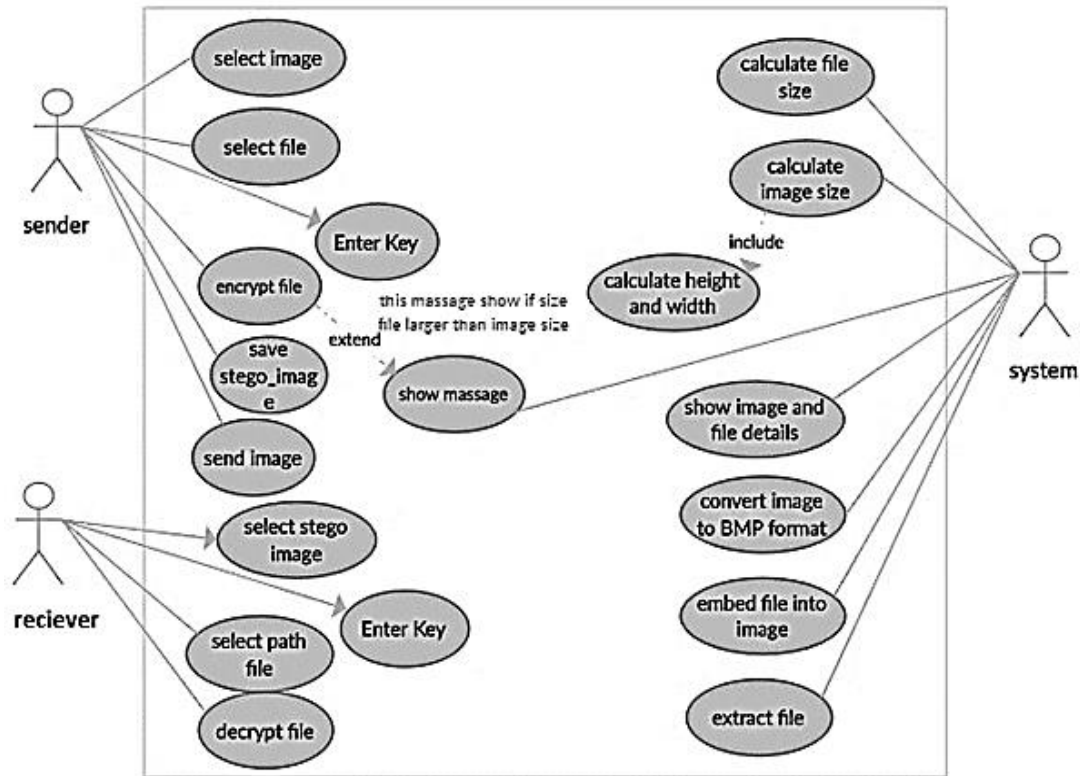 select image
calculate file
size
select file
calculate
image size
sender
Enter Key
include
encrypt file
this massage show if size
file larger than image size
calculate height
and width
extend
save
stego_imag
e
show massage
system
show image and
file details
send image
select stego
image
convert image
to BMP format
reciever
Enter Key
embed file into
image
select path
file
decrypt file
extract file